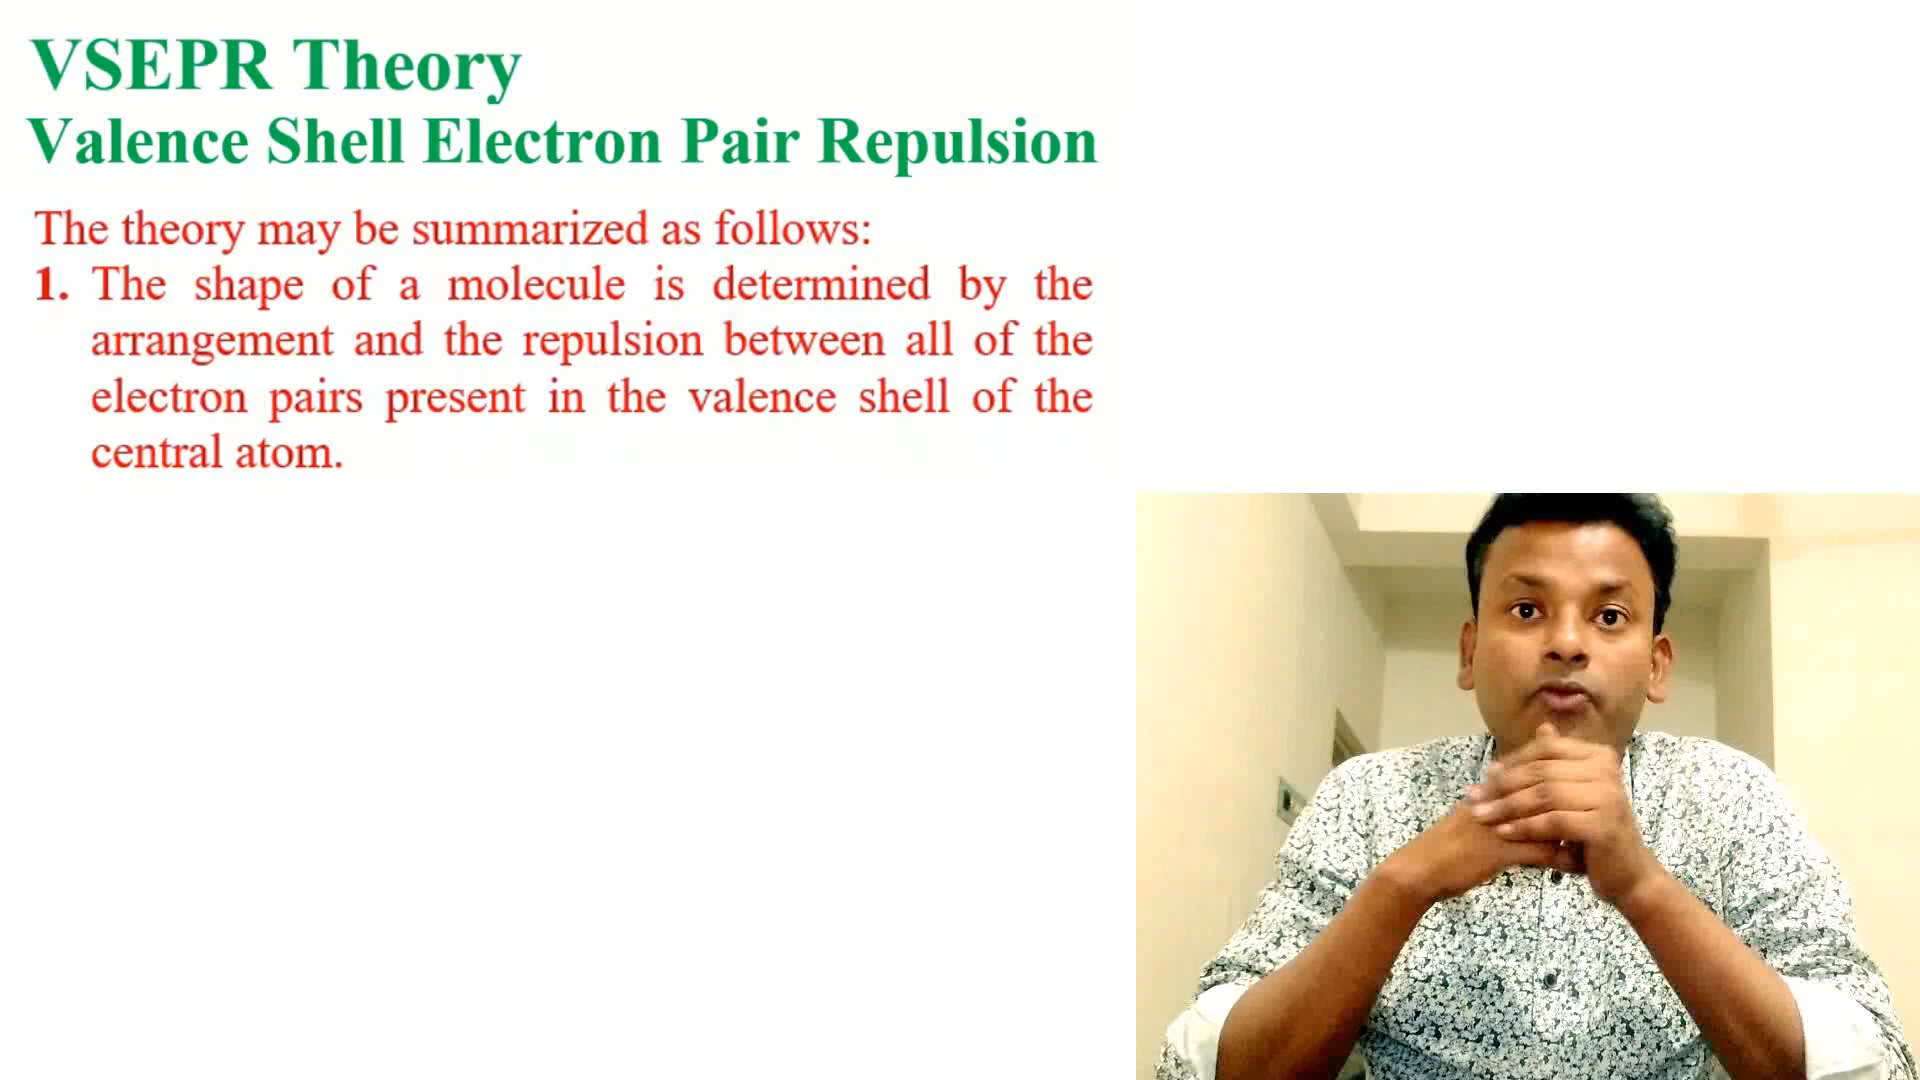 VSEPR Theory
Valence Shell Electron Pair Repulsion
The theory may be summarized as follows:
1. The shape of a molecule is determined by the
arrangement and the repulsion between all of the
electron pairs present in the valence shell of the
central atom.